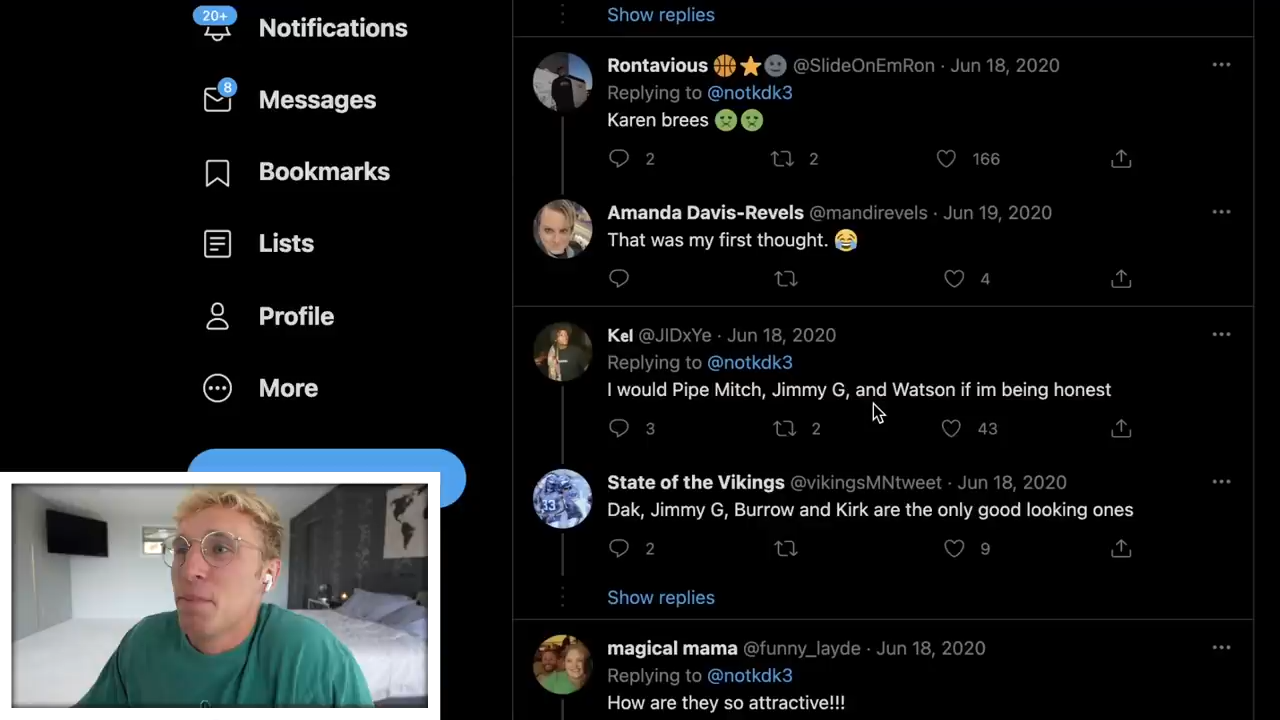 Show replies
20+
Notifications
8
Messages
Bookmarks
Lists
Profile
More
Rontavious 🏀⭐🌚 @SlideOnEmRon · Jun 18, 2020
Replying to @notkdk3
Karen brees 🤢🤢
2 2 166
Amanda Davis-Revels @mandirevels · Jun 19, 2020
That was my first thought. 😂
4
Kel @JIDxYe · Jun 18, 2020
Replying to @notkdk3
I would Pipe Mitch, Jimmy G, and Watson if im being honest
3 2 43
State of the Vikings @vikingsMNtweet · Jun 18, 2020
Dak, Jimmy G, Burrow and Kirk are the only good looking ones
2 9
Show replies
magical mama @funny_layde · Jun 18, 2020
Replying to @notkdk3
How are they so attractive!!!
33